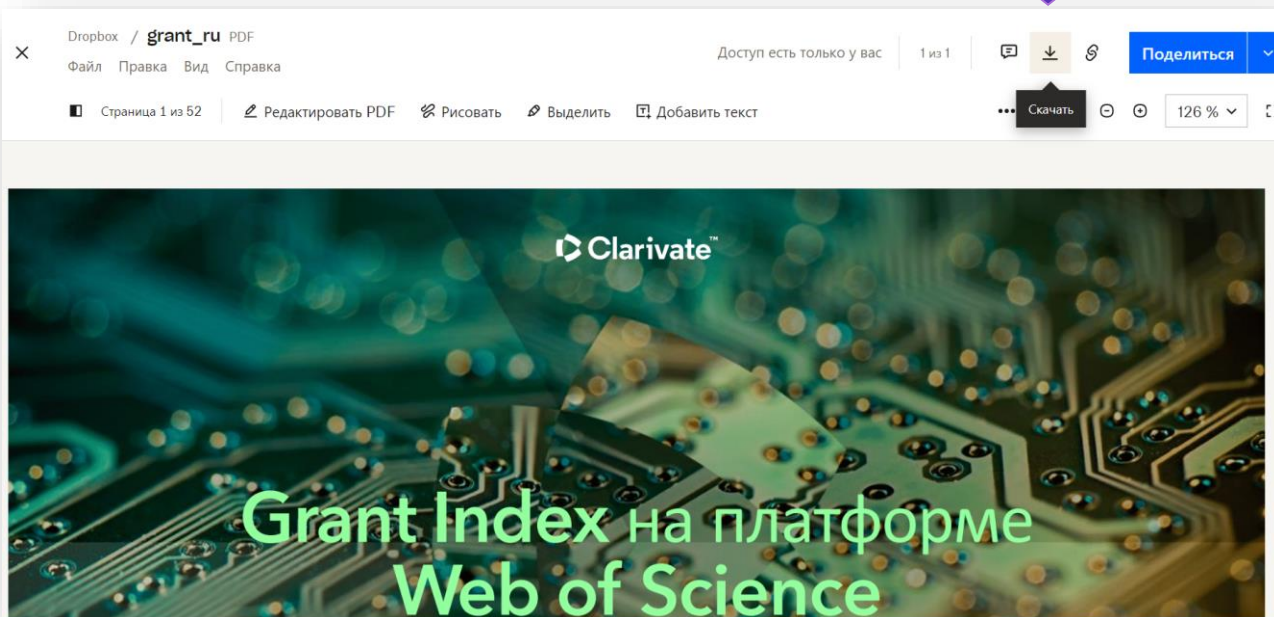 Dropbox / grant_ru PDF
Файл Правка Вид Справка
Доступ есть только у вас
1 из 1
Поделиться
Страница 1 из 52
Редактировать PDF
Рисовать
Выделить
Добавить текст
Скачать
126 %
Clarivate™
Grant Index на платформе
Web of Science